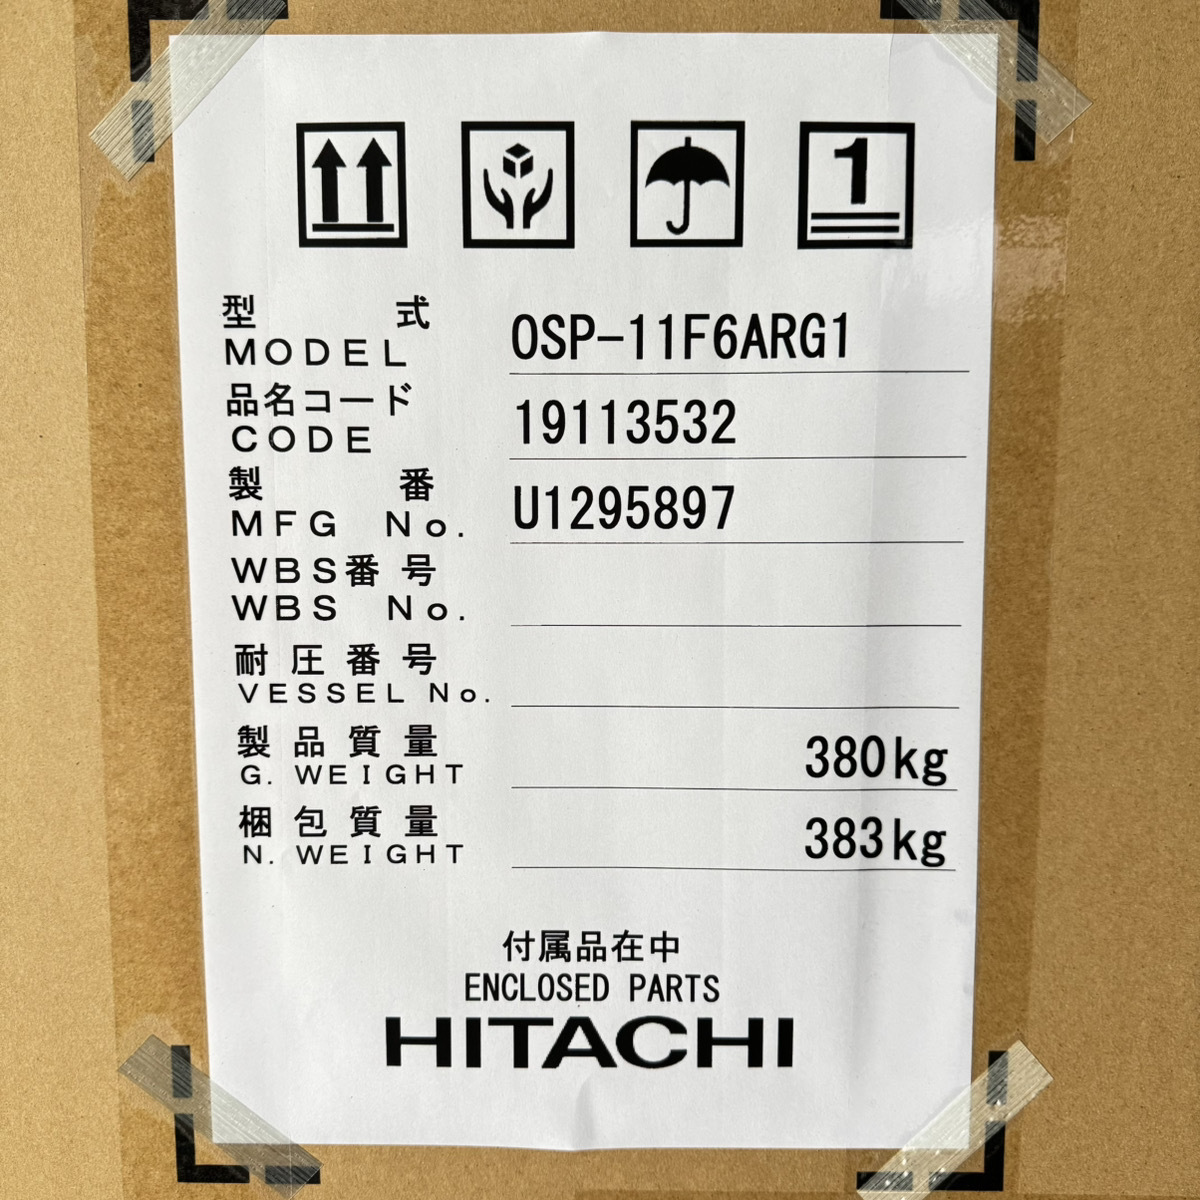 1
型 式
MODEL OSP-11F6ARG1
品名コード
CODE 19113532
製 番
MFG No. U1295897
WBS番号
WBS No.
耐圧番号
VESSEL No.
製品質量
G. WEIGHT 380kg
梱包質量
N. WEIGHT 383kg
付属品在中
ENCLOSED PARTS
HITACHI